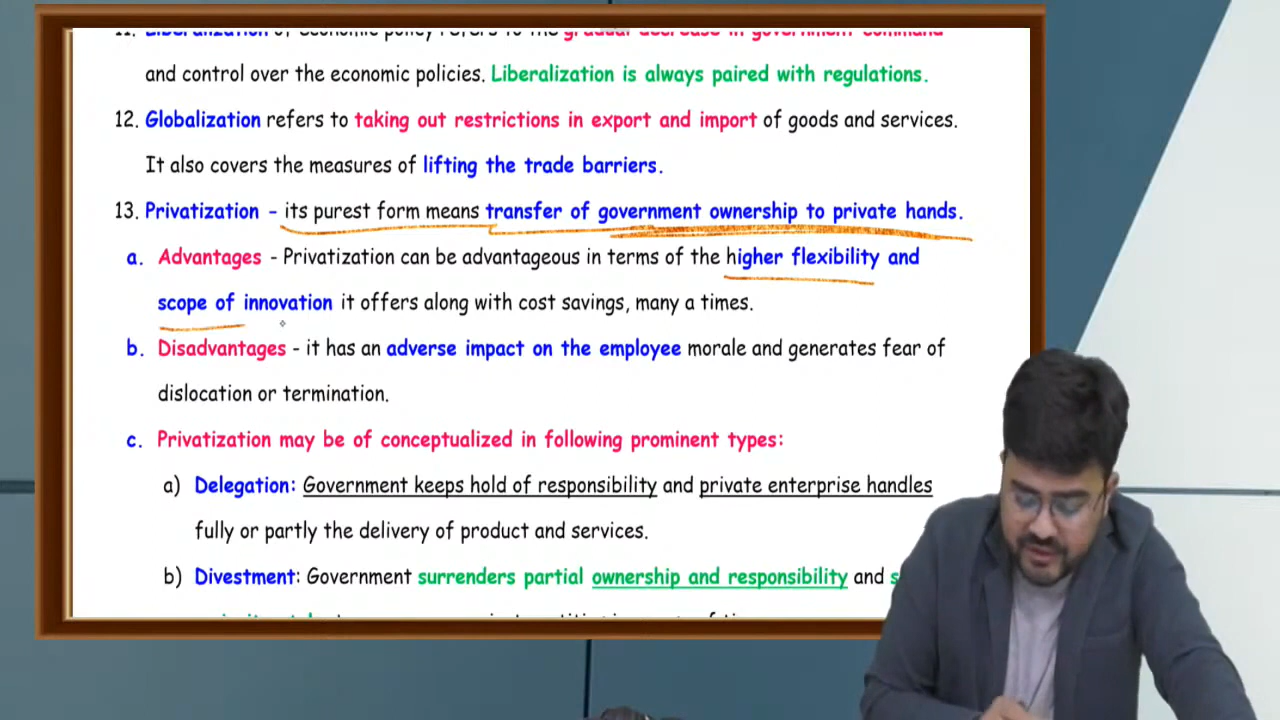 11. Liberalization of economic policy refers to the gradual decrease in government command
and control over the economic policies. Liberalization is always paired with regulations.
12. Globalization refers to taking out restrictions in export and import of goods and services.
It also covers the measures of lifting the trade barriers.
13. Privatization - its purest form means transfer of government ownership to private hands.
a. Advantages - Privatization can be advantageous in terms of the higher flexibility and
scope of innovation it offers along with cost savings, many a times.
b. Disadvantages - it has an adverse impact on the employee morale and generates fear of
dislocation or termination.
c. Privatization may be of conceptualized in following prominent types:
a) Delegation: Government keeps hold of responsibility and private enterprise handles
fully or partly the delivery of product and services.
b) Divestment: Government surrenders partial ownership and responsibility and